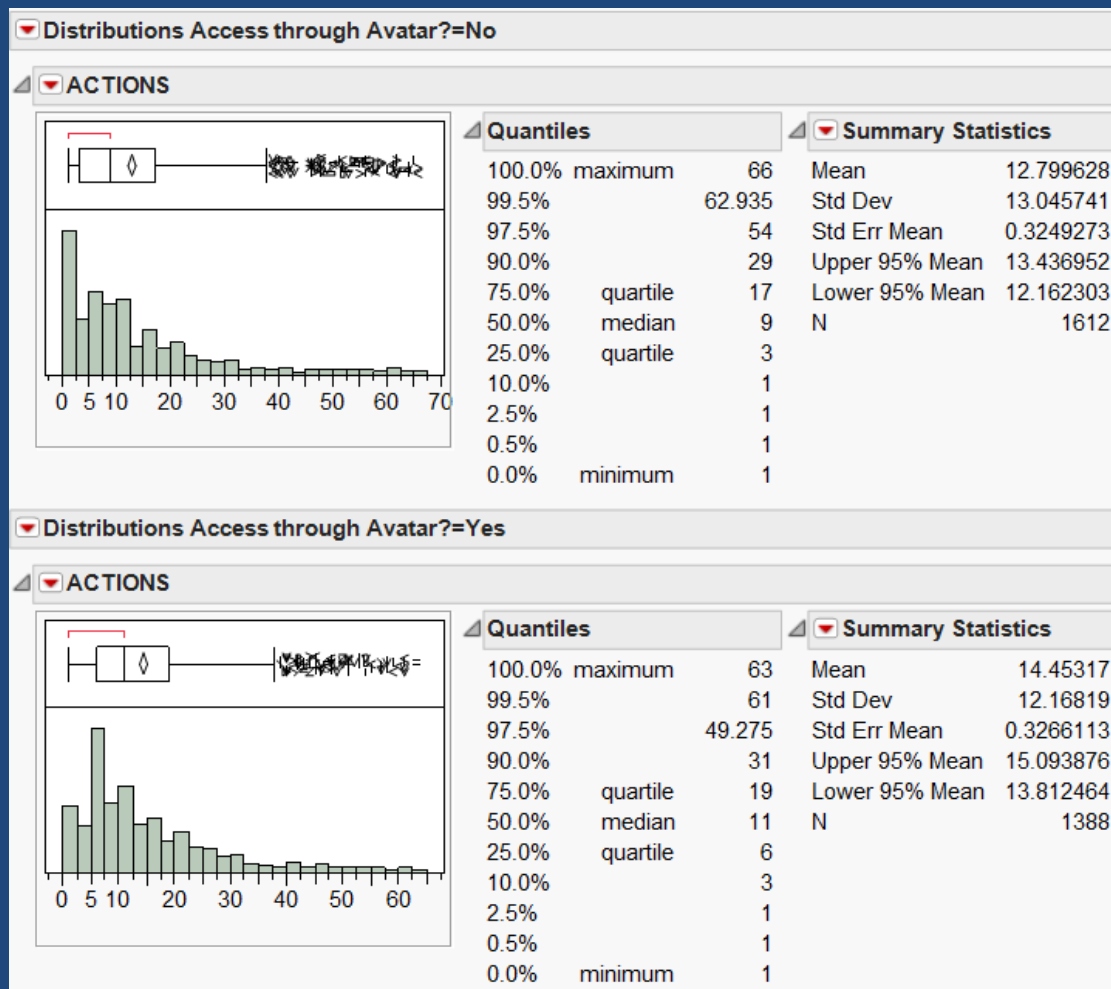 Distributions Access through Avatar?=No
ACTIONS
0 5 10 20 30 40 50 60 70
Quantiles
100.0% maximum 66
99.5% 62.935
97.5% 54
90.0% 29
75.0% quartile 17
50.0% median 9
25.0% quartile 3
10.0% 1
2.5% 1
0.5% 1
0.0% minimum 1
Summary Statistics
Mean 12.799628
Std Dev 13.045741
Std Err Mean 0.3249273
Upper 95% Mean 13.436952
Lower 95% Mean 12.162303
N 1612
Distributions Access through Avatar?=Yes
ACTIONS
0 5 10 20 30 40 50 60
Quantiles
100.0% maximum 63
99.5% 61
97.5% 49.275
90.0% 31
75.0% quartile 19
50.0% median 11
25.0% quartile 6
10.0% 3
2.5% 1
0.5% 1
0.0% minimum 1
Summary Statistics
Mean 14.45317
Std Dev 12.16819
Std Err Mean 0.3266113
Upper 95% Mean 15.093876
Lower 95% Mean 13.812464
N 1388